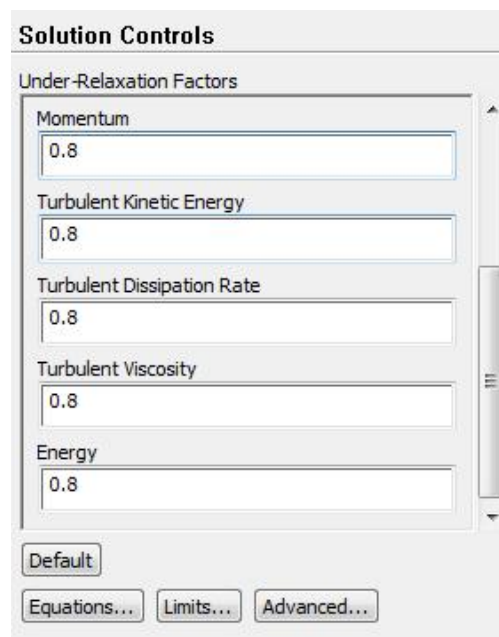 Solution Controls
Under-Relaxation Factors
Momentum
0.8
Turbulent Kinetic Energy
0.8
Turbulent Dissipation Rate
0.8
Turbulent Viscosity
0.8
Energy
0.8
Default
Equations... Limits... Advanced...